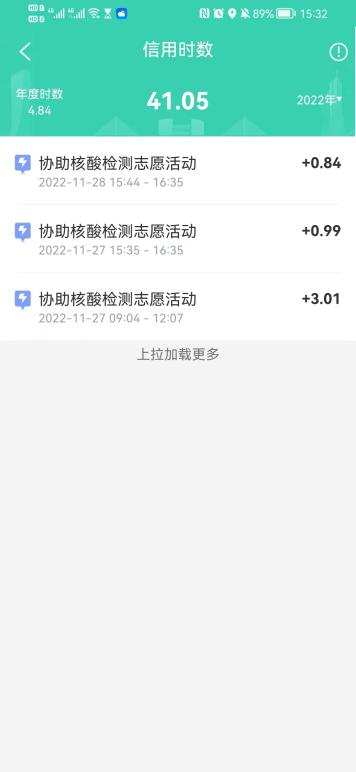 89% 15:32
信用时数
年度时数
4.84
41.05
2022年
协助核酸检测志愿活动
+0.84
2022-11-28 15:44 - 16:35
协助核酸检测志愿活动
+0.99
2022-11-27 15:35 - 16:35
协助核酸检测志愿活动
+3.01
2022-11-27 09:04 - 12:07
上拉加载更多